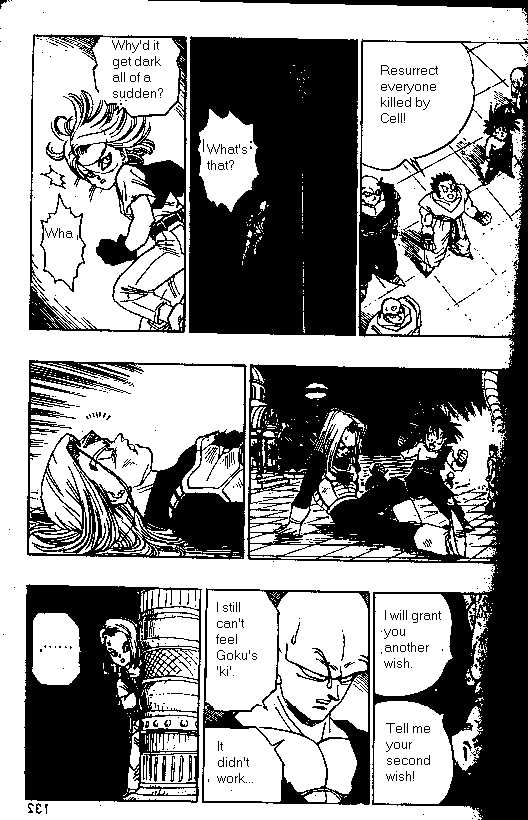 Resurrect
everyone
killed by
Cell!
What's
that?
Why'd it
get dark
all of a
sudden?
Wha
I will grant
you
another
wish.
Tell me
your
second
wish!
I still
can't
feel
Goku's
'ki'.
It
didn't
work...
.......
132